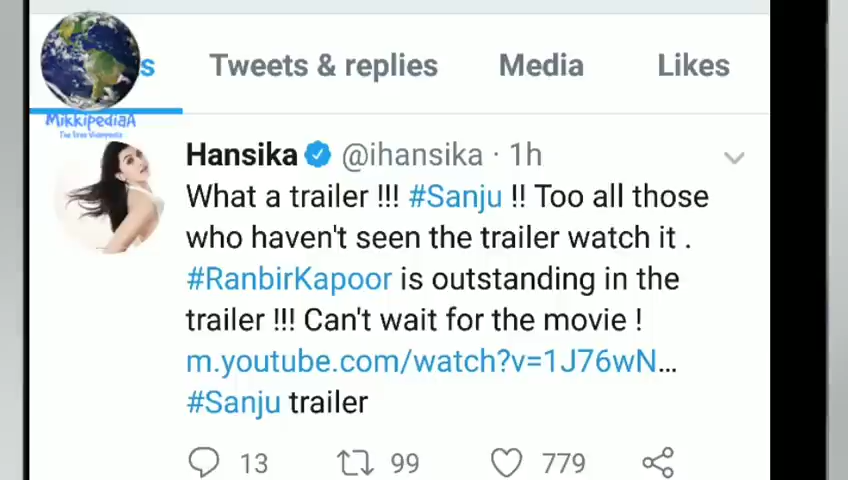 s Tweets & replies Media Likes
MikkipediaA
Hansika @ihansika · 1h
What a trailer !!! #Sanju !! Too all those
who haven't seen the trailer watch it .
#RanbirKapoor is outstanding in the
trailer !!! Can't wait for the movie !
m.youtube.com/watch?v=1J76wN...
#Sanju trailer
13 99 779